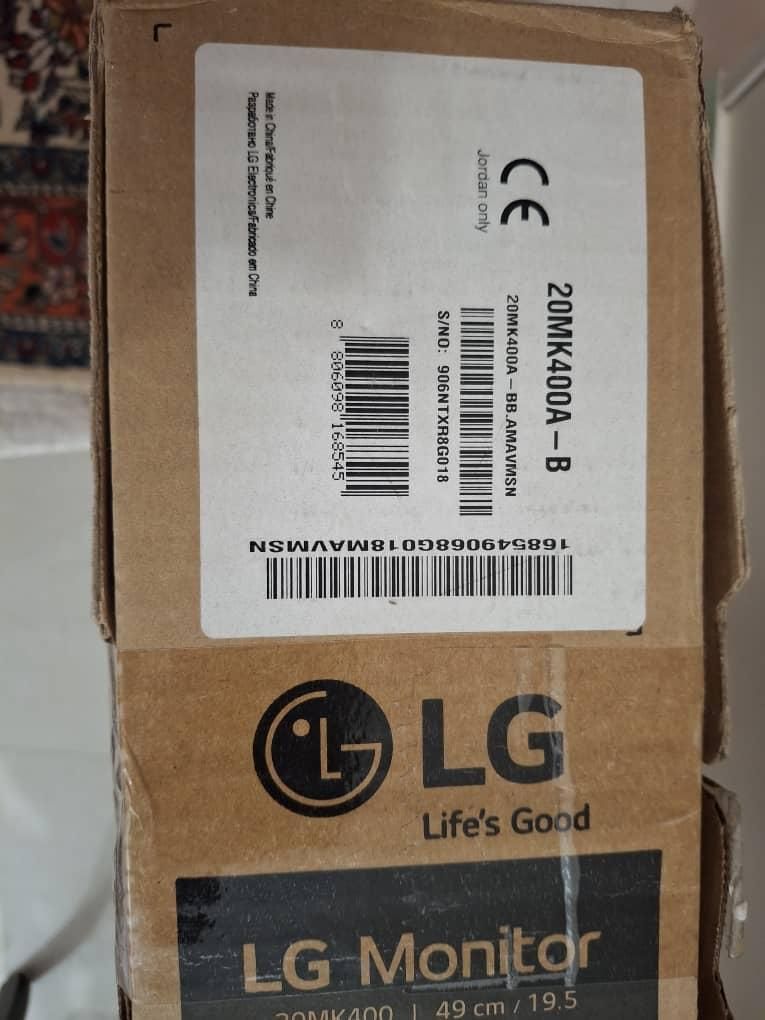 CE
Jordan only
20MK400A-B
20MK400A-BB.AMAVMSN
S/NO: 906NTXR8G018
8 806098 168545
Made in China/Fabriqué en Chine
Разработано LG Electronics/Fabricado em China
168549068G018MAVMSN
LG
LG
Life's Good
LG Monitor
20MK400 | 49 cm / 19.5